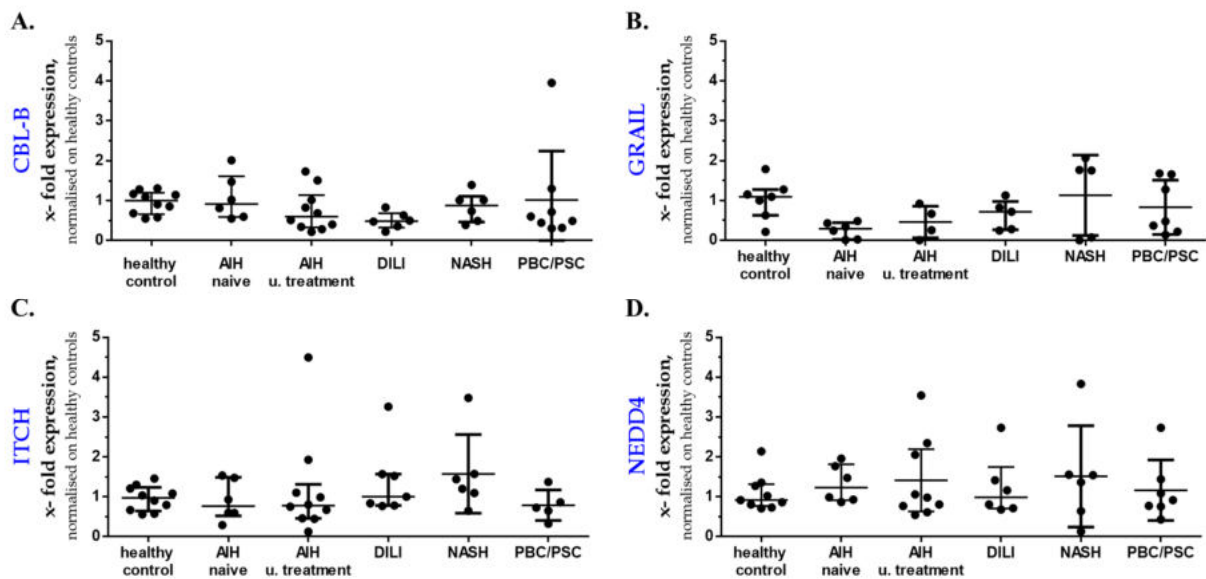 A.
CBL-B
x- fold expression,
normalised on healthy controls
5
4
3
2
1
0
healthy
control
AIH
naive
AIH
u. treatment
DILI
NASH
PBC/PSC
B.
GRAIL
x- fold expression,
normalised on healthy controls
5
4
3
2
1
0
healthy
control
AIH
naive
AIH
u. treatment
DILI
NASH
PBC/PSC
C.
ITCH
x- fold expression,
normalised on healthy controls
5
4
3
2
1
0
healthy
control
AIH
naive
AIH
u. treatment
DILI
NASH
PBC/PSC
D.
NEDD4
x- fold expression,
normalised on healthy controls
5
4
3
2
1
0
healthy
control
AIH
naive
AIH
u. treatment
DILI
NASH
PBC/PSC